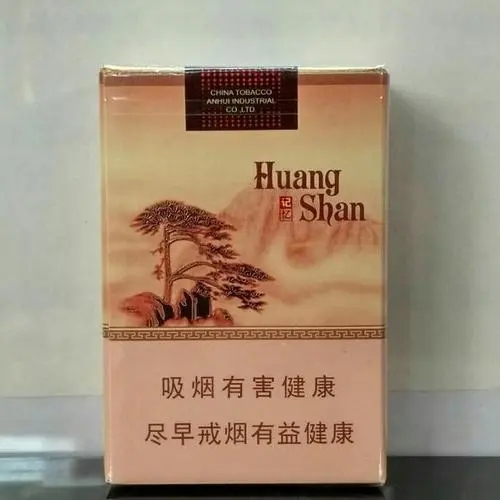 CHINA TOBACCO
ANHUI INDUSTRIAL
CO.,LTD
Huang
记忆
Shan
吸烟有害健康
尽早戒烟有益健康